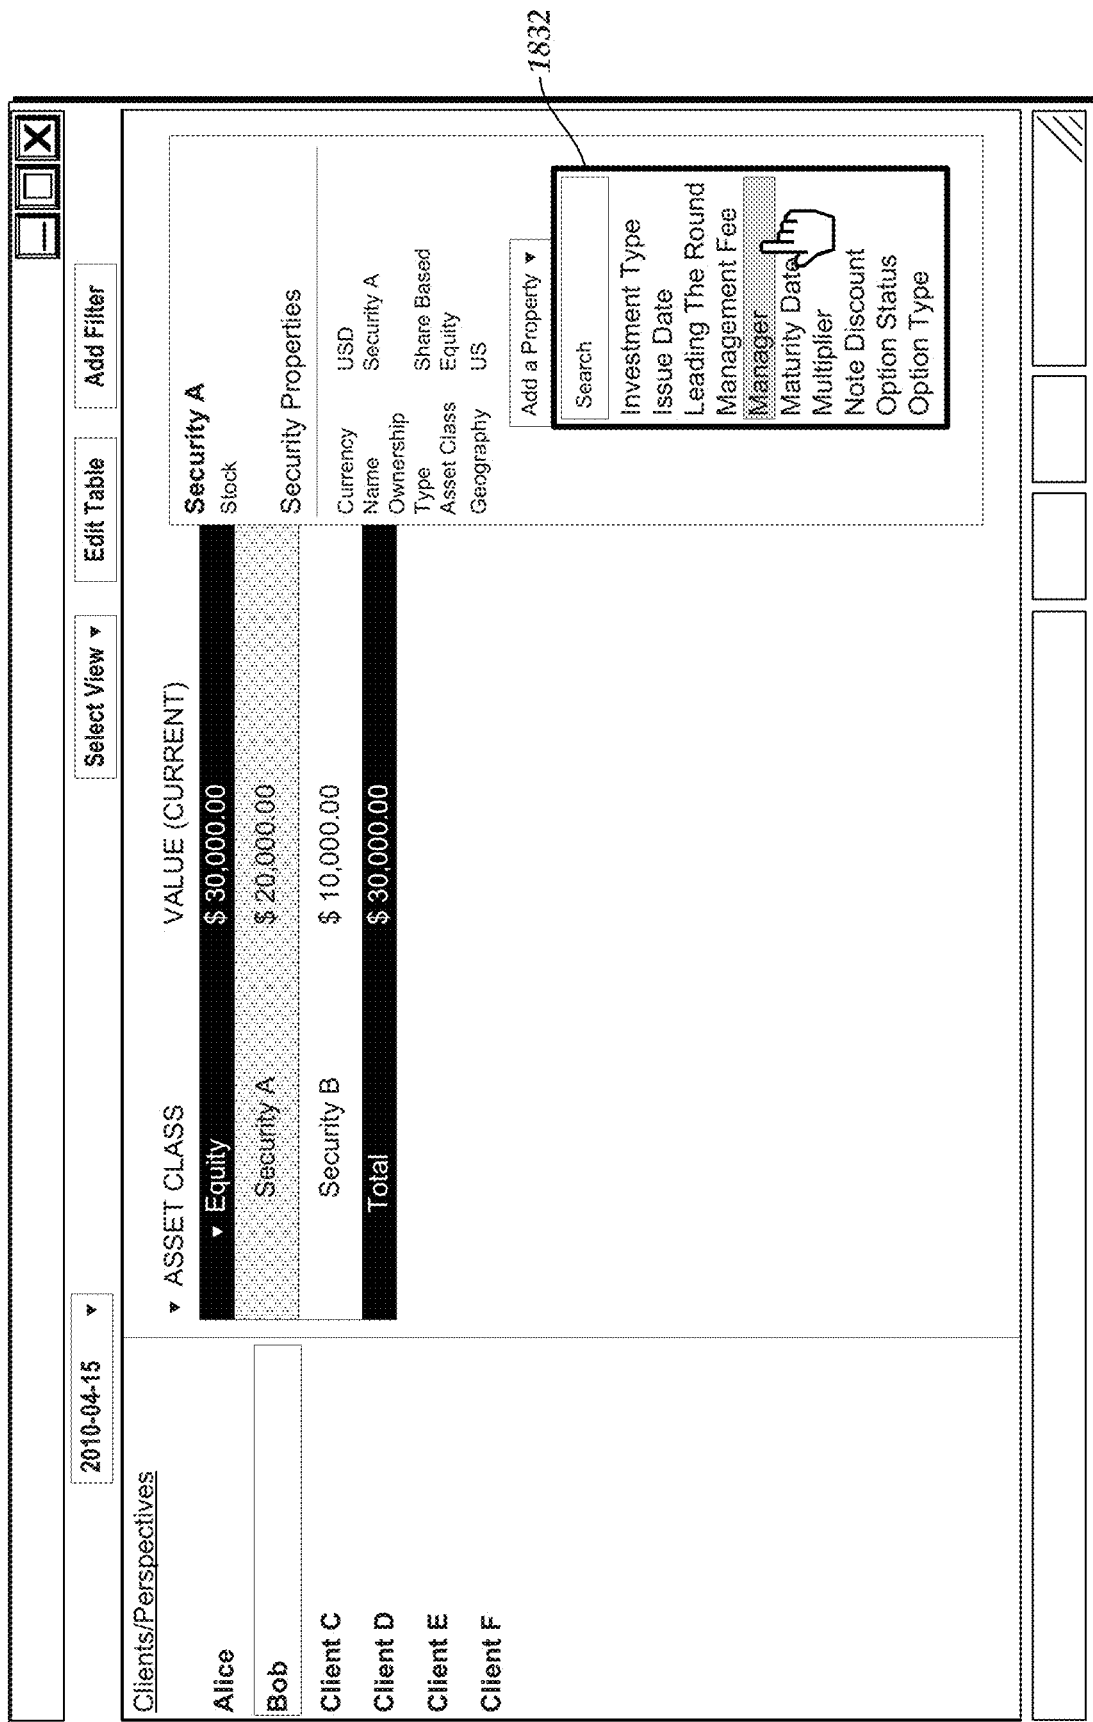 2010-04-15 ▼
Select View ▼
Edit Table
Add Filter
Clients/Perspectives
Alice
Bob
Client C
Client D
Client E
Client F
▼ ASSET CLASS VALUE (CURRENT)
▼ Equity $ 30,000.00
Security A $ 20,000.00
Security B $ 10,000.00
Total $ 30,000.00
Security A
Stock
Security Properties
Currency USD
Name Security A
Ownership
Type Share Based
Asset Class Equity
Geography US
Add a Property ▼
Search
Investment Type
Issue Date
Leading The Round
Management Fee
Manager
Maturity Date
Multiplier
Note Discount
Option Status
Option Type
1832